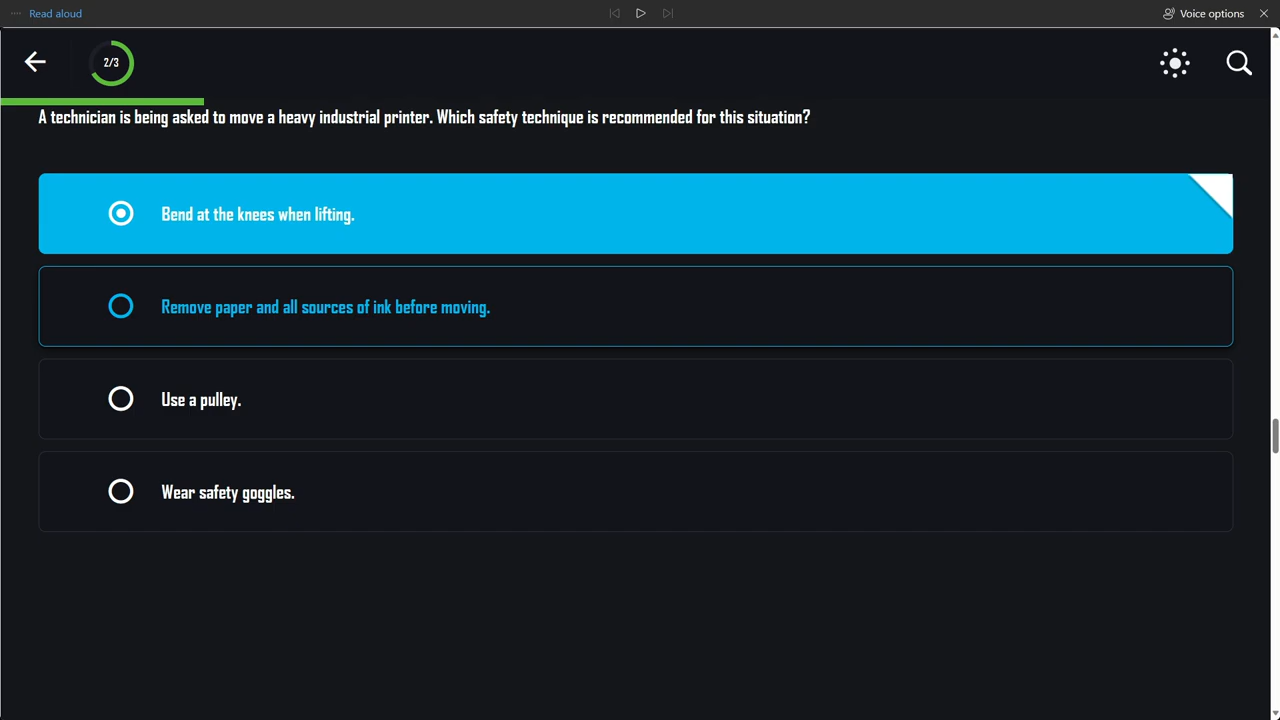 Read aloud
Voice options
2/3
A technician is being asked to move a heavy industrial printer. Which safety technique is recommended for this situation?
Bend at the knees when lifting.
Remove paper and all sources of ink before moving.
Use a pulley.
Wear safety goggles.